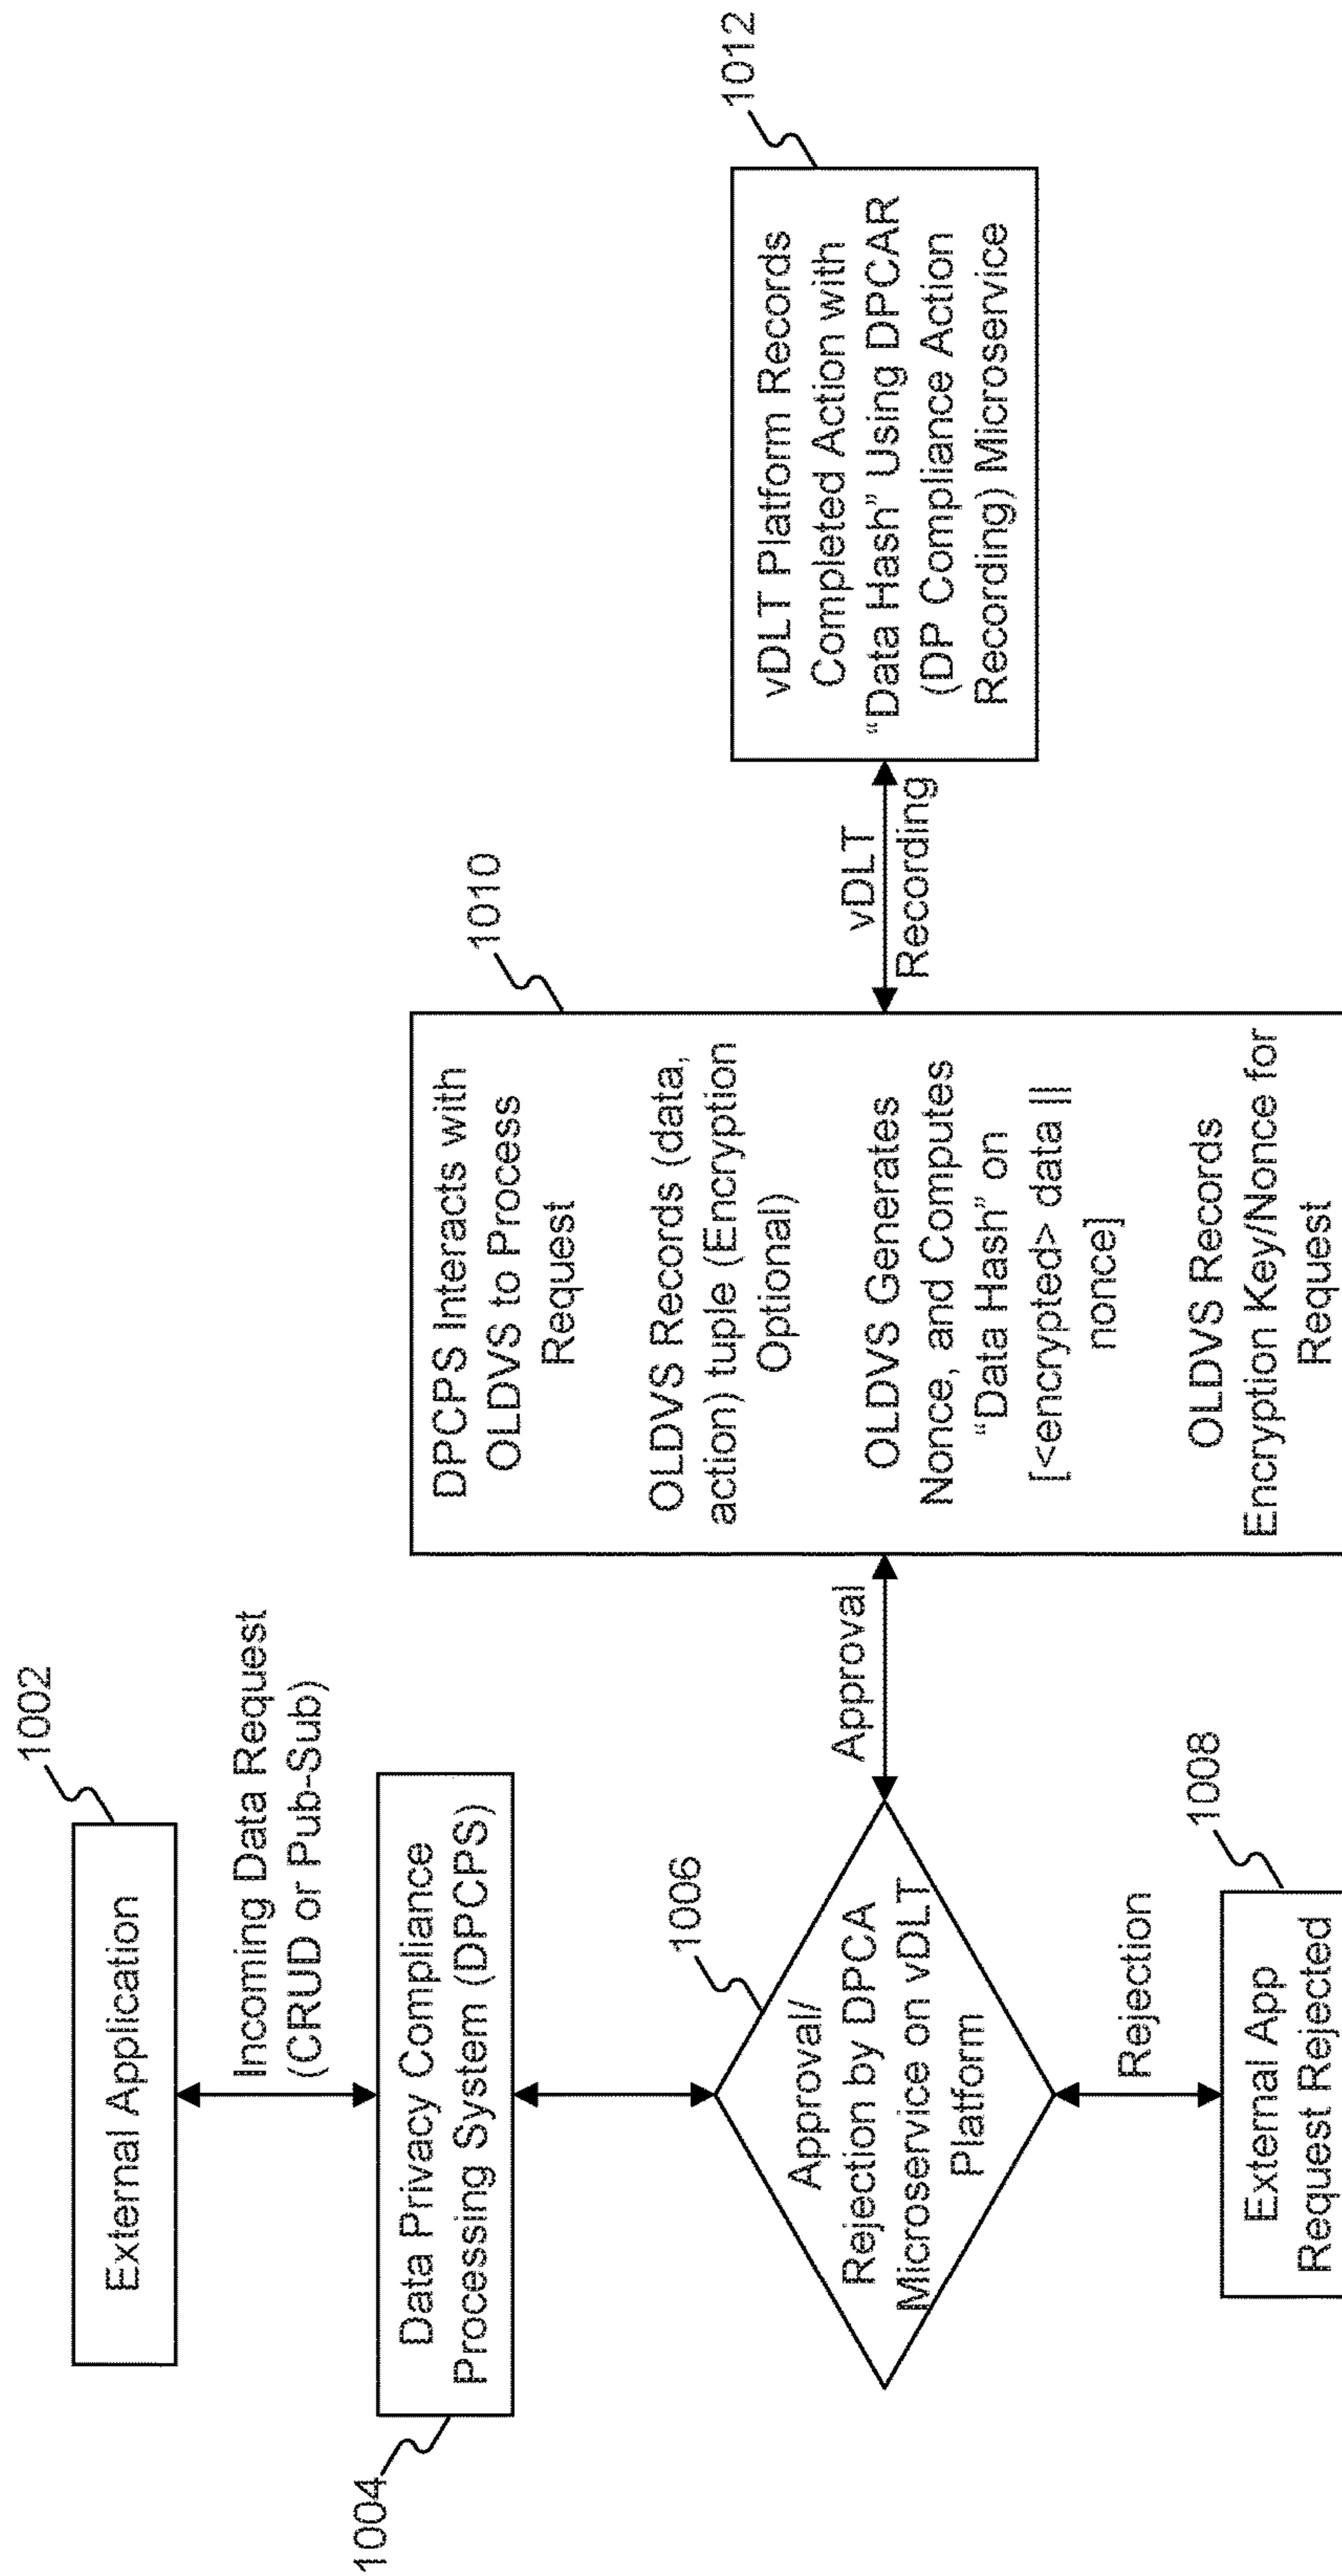 1002
External Application
Incoming Data Request
(CRUD or Pub-Sub)
1004
Data Privacy Compliance
Processing System (DPCPS)
1006
Approval/
Rejection by DPCA
Microservice on vDLT
Platform
Rejection
1008
External App
Request Rejected
Approval
1010
DPCPS Interacts with
OLDVS to Process
Request
OLDVS Records (data,
action) tuple (Encryption
Optional)
OLDVS Generates
Nonce, and Computes
“Data Hash” on
[<encrypted> data ||
nonce]
OLDVS Records
Encryption Key/Nonce for
Request
vDLT
Recording
1012
vDLT Platform Records
Completed Action with
“Data Hash” Using DPCAR
(DP Compliance Action
Recording) Microservice